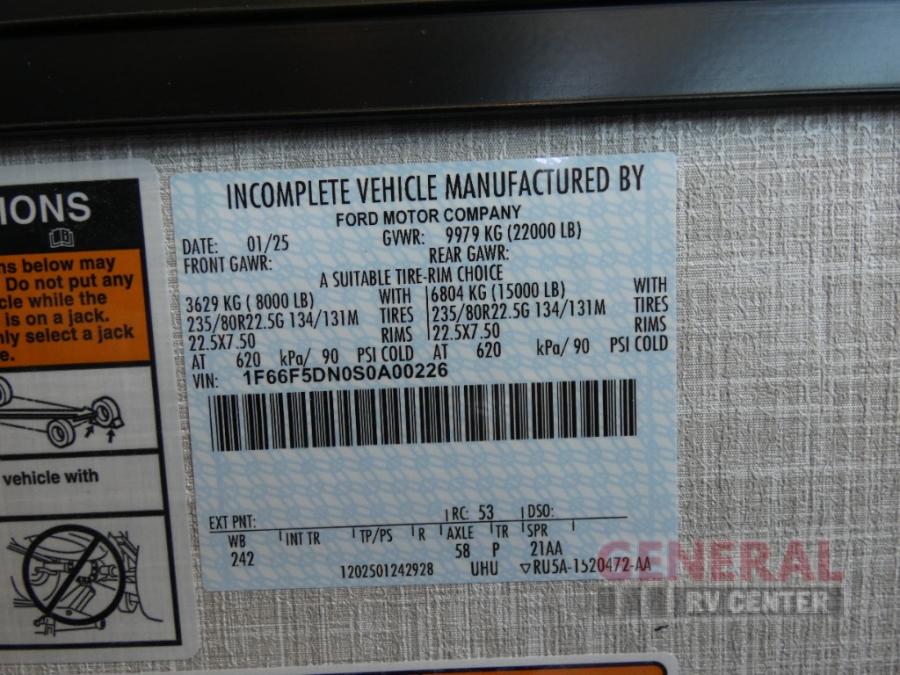 IONS
ns below may
Do not put any
cle while the
is on a jack.
nly select a jack
e.
vehicle with
INCOMPLETE VEHICLE MANUFACTURED BY
FORD MOTOR COMPANY
DATE: 01/25 GVWR: 9979 KG (22000 LB)
FRONT GAWR: REAR GAWR:
A SUITABLE TIRE-RIM CHOICE
3629 KG ( 8000 LB) WITH 6804 KG (15000 LB) WITH
235/80R22.5G 134/131M TIRES 235/80R22.5G 134/131M TIRES
22.5X7.50 RIMS 22.5X7.50 RIMS
AT 620 kPa/ 90 PSI COLD AT 620 kPa/ 90 PSI COLD
VIN: 1F66F5DN0S0A00226
EXT PNT: RC: 53 DSO:
WB INT TR TP/PS R AXLE TR SPR
242 58 P 21AA
1202501242928 UHU ▽RU5A-1520472-AA
GENERAL
RV CENTER